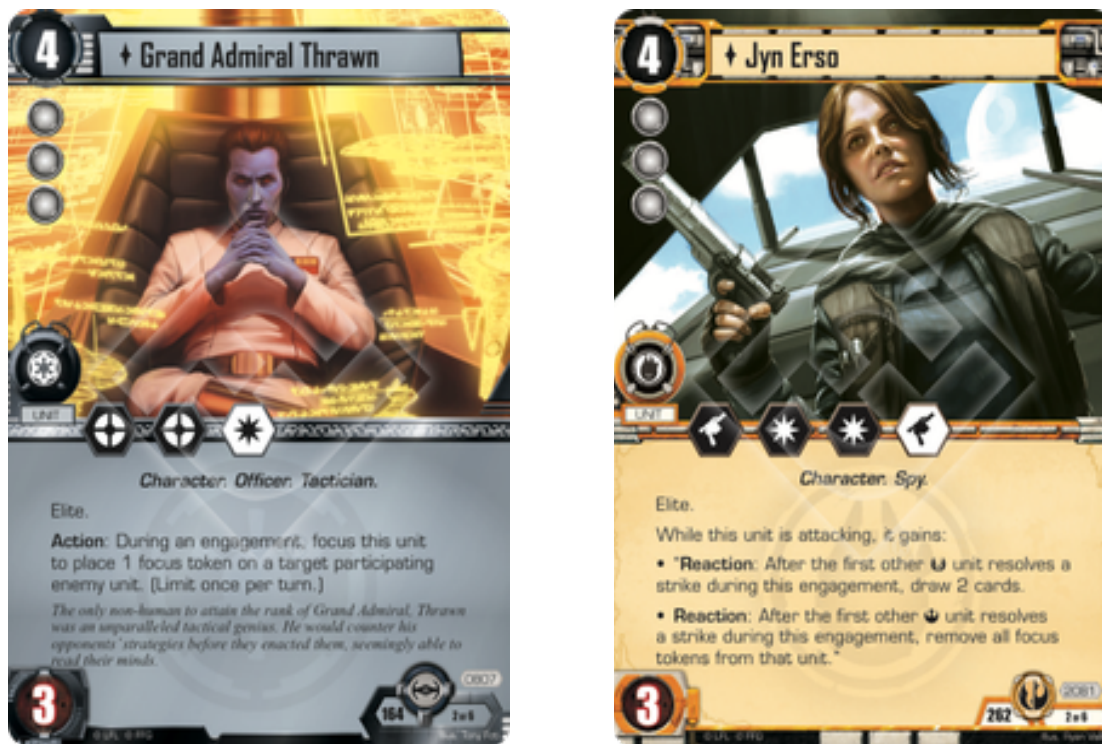 4
Grand Admiral Thrawn
UNIT
Character. Officer. Tactician.
Elite.
Action: During an engagement, focus this unit
to place 1 focus token on a target participating
enemy unit. (Limit once per turn.)
The only non-human to attain the rank of Grand Admiral, Thrawn
was an unparalleled tactical genius. He would counter his
opponents' strategies before they enacted them, seemingly able to
read their minds.
3
164
0807
2 of 6
© LFL © FFG
4
Jyn Erso
UNIT
Character. Spy.
Elite.
While this unit is attacking, it gains:
• "Reaction: After the first other unit resolves a
strike during this engagement, draw 2 cards.
• Reaction: After the first other unit resolves
a strike during this engagement, remove all focus
tokens from that unit."
3
262
2081
2 of 6
© LFL © FFG